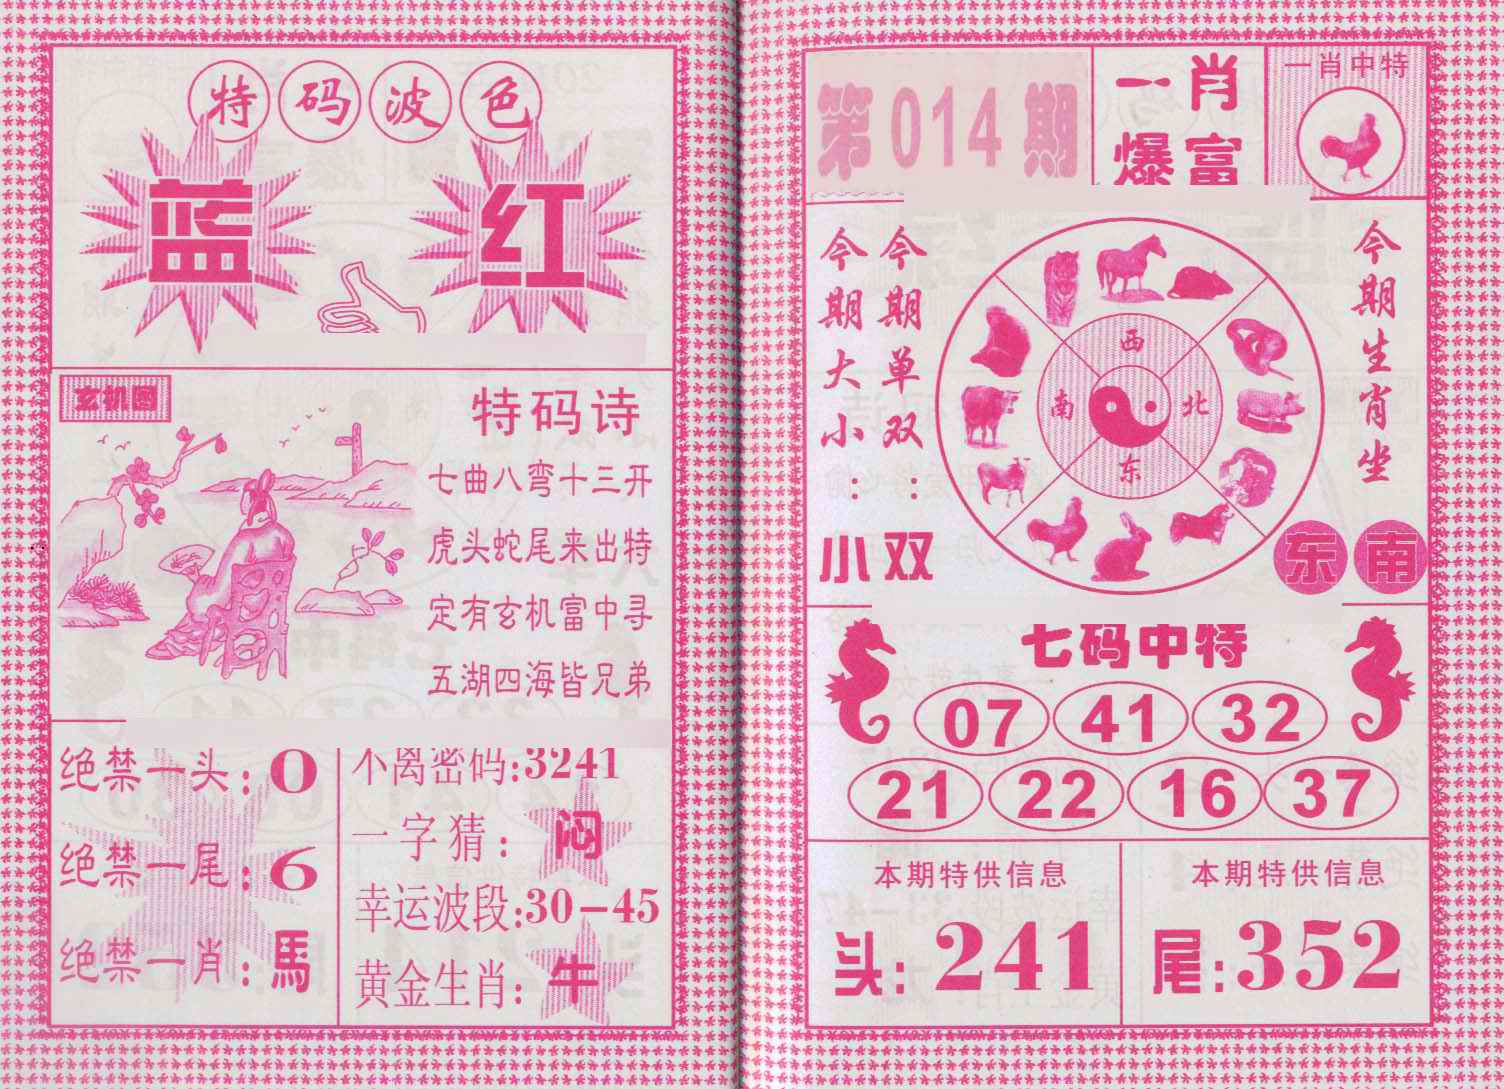 特码波色
蓝 红
玄机图
特码诗
七曲八弯十三开
虎头蛇尾来出特
定有玄机富中寻
五湖四海皆兄弟
绝禁一头:0
绝禁一尾:6
绝禁一肖:馬
不离密码:3241
一字猜:闷
幸运波段:30-45
黄金生肖:牛
第014期
一肖
爆富
一肖中特
今期大小:小
今期单双:双
西
南 北
东
今期生肖坐
东南
七码中特
07 41 32
21 22 16 37
本期特供信息
头:241
本期特供信息
尾:352